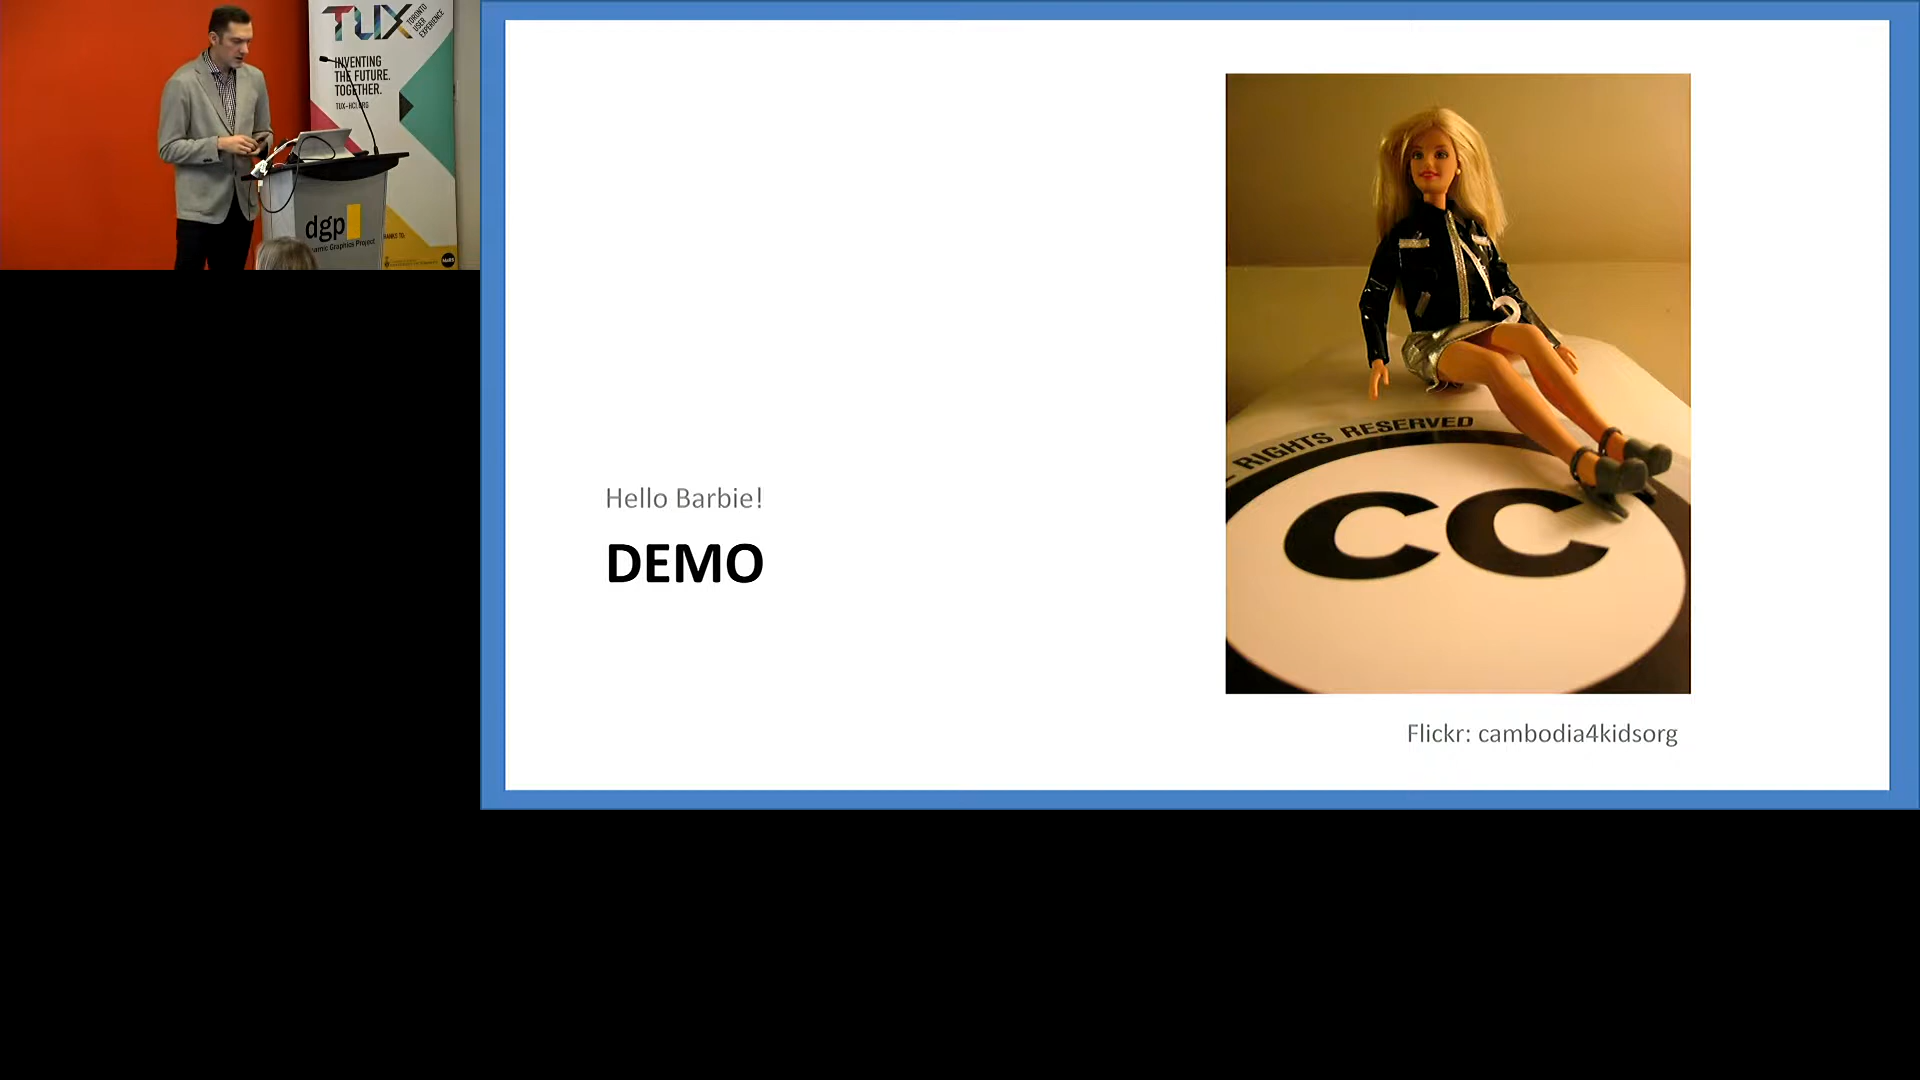 TUX
TORONTO
USER
EXPERIENCE
INVENTING
THE FUTURE.
TOGETHER.
TUX-HCI.ORG
dgp
Graphics Project
Hello Barbie!
DEMO
RIGHTS RESERVED
CC
Flickr: cambodia4kidsorg